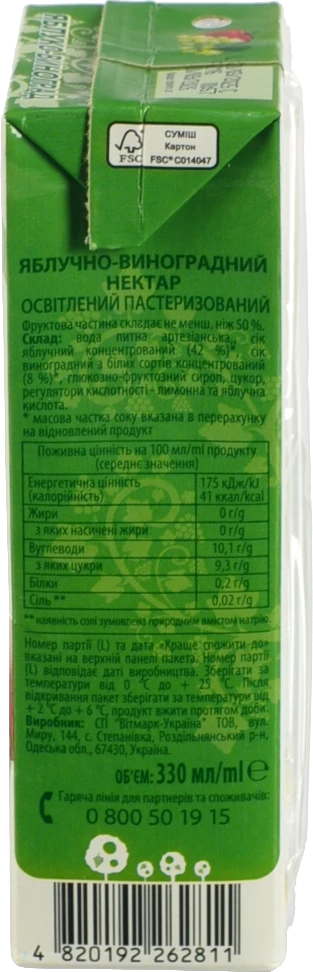 ЯБЛУЧНО-ВИНОГРАДНИЙ
FSC
СУМІШ
Картон
FSC® C014047
ЯБЛУЧНО-ВИНОГРАДНИЙ
НЕКТАР
ОСВІТЛЕНИЙ ПАСТЕРИЗОВАНИЙ
Фруктова частина складає не менш, ніж 50 %.
Склад: вода питна артезіанська, сік
яблучний концентрований (42 %)*, сік
виноградний з білих сортів концентрований
(8 %)*, глюкозно-фруктозний сироп, цукор,
регулятори кислотності - лимонна та яблучна
кислота.
* масова частка соку вказана в перерахунку
на відновлений продукт
Поживна цінність на 100 мл/ml продукту
(середнє значення)
Енергетична цінність 175 кДж/kJ
(калорійність) 41 ккал/kcal
Жири 0 г/g
з яких насичені жири 0 г/g
Вуглеводи 10,1 г/g
з яких цукри 9,3 г/g
Білки 0,2 г/g
Сіль ** 0,02 г/g
** наявність солі зумовлена природним вмістом натрію.
Номер партії (L) та дата «Краще спожити до»
вказані на верхній панелі пакета. Номер партії
(L) відповідає даті виробництва. Зберігати за
температури від 0 °С до + 25 °С. Після
відкривання пакет зберігати за температури від
+ 2 °С до + 6 °С, продукт вжити протягом доби.
Виробник: СП "Вітмарк-Україна" ТОВ, вул.
Миру, 144, с. Степанівка, Роздільнянський р-н,
Одеська обл., 67430, Україна.
ОБ'ЄМ: 330 мл/ml ℮
Гаряча лінія для партнерів та споживачів:
0 800 50 19 15
4 820192 262811